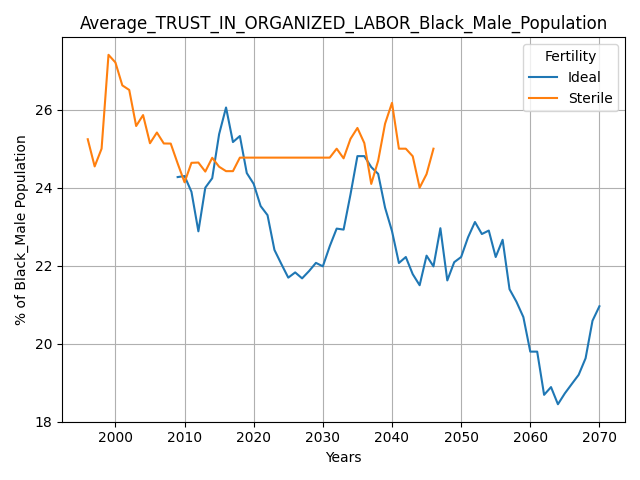 Average_TRUST_IN_ORGANIZED_LABOR_Black_Male_Population
Fertility
Ideal
Sterile
% of Black_Male Population
26
24
22
20
18
2000 2010 2020 2030 2040 2050 2060 2070
Years